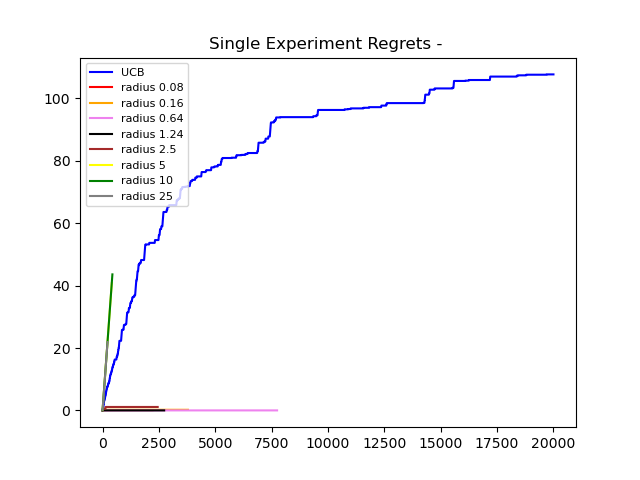 Single Experiment Regrets -
UCB
radius 0.08
radius 0.16
radius 0.64
radius 1.24
radius 2.5
radius 5
radius 10
radius 25
100
80
60
40
20
0
0 2500 5000 7500 10000 12500 15000 17500 20000